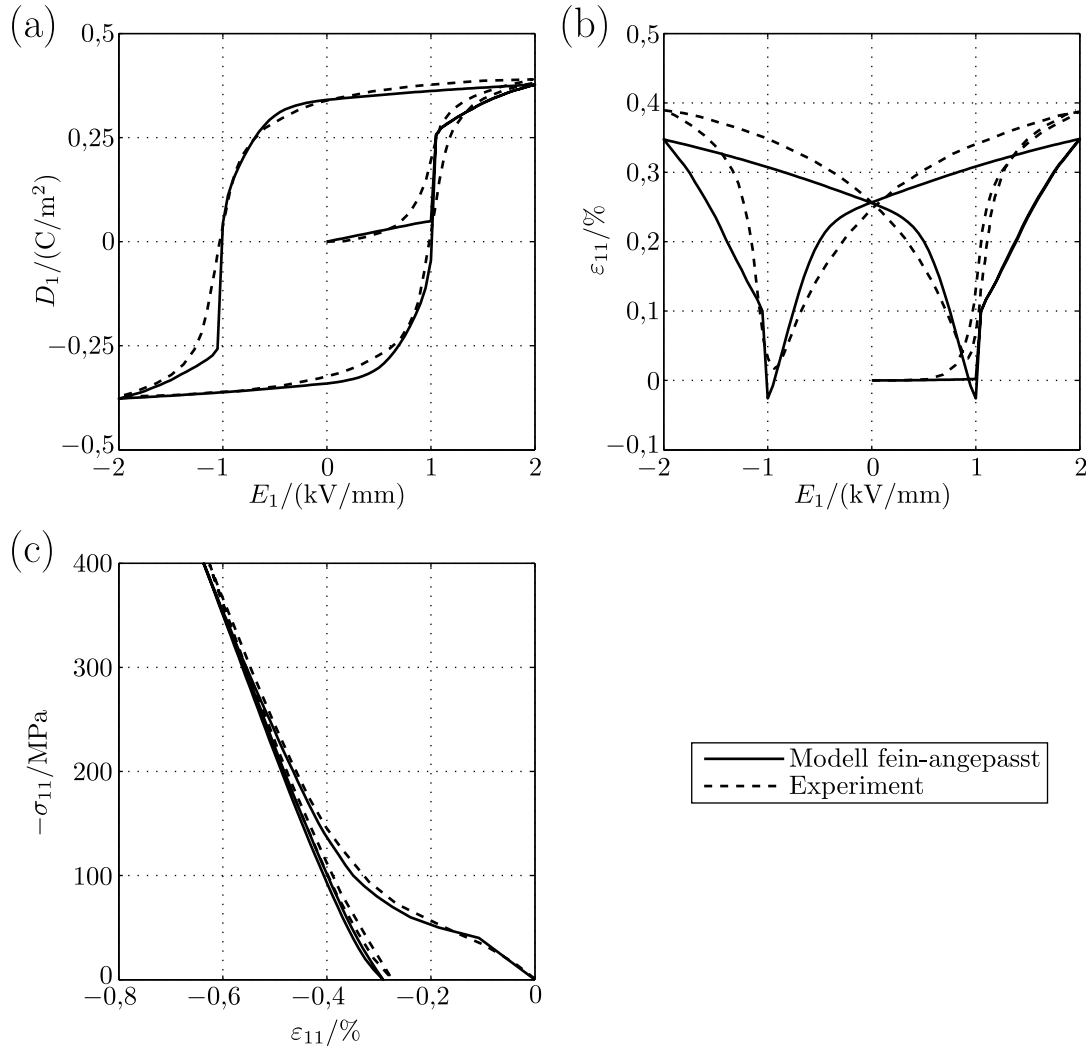 (a)
0,5
0,25
0
−0,25
−0,5
D₁/(C/m²)
−2
−1
0
1
2
E₁/(kV/mm)
(b)
0,5
0,4
0,3
0,2
0,1
0
−0,1
ε₁₁/%
−2
−1
0
1
2
E₁/(kV/mm)
(c)
400
300
200
100
0
−σ₁₁/MPa
−0,8
−0,6
−0,4
−0,2
0
ε₁₁/%
Modell fein-angepasst
Experiment